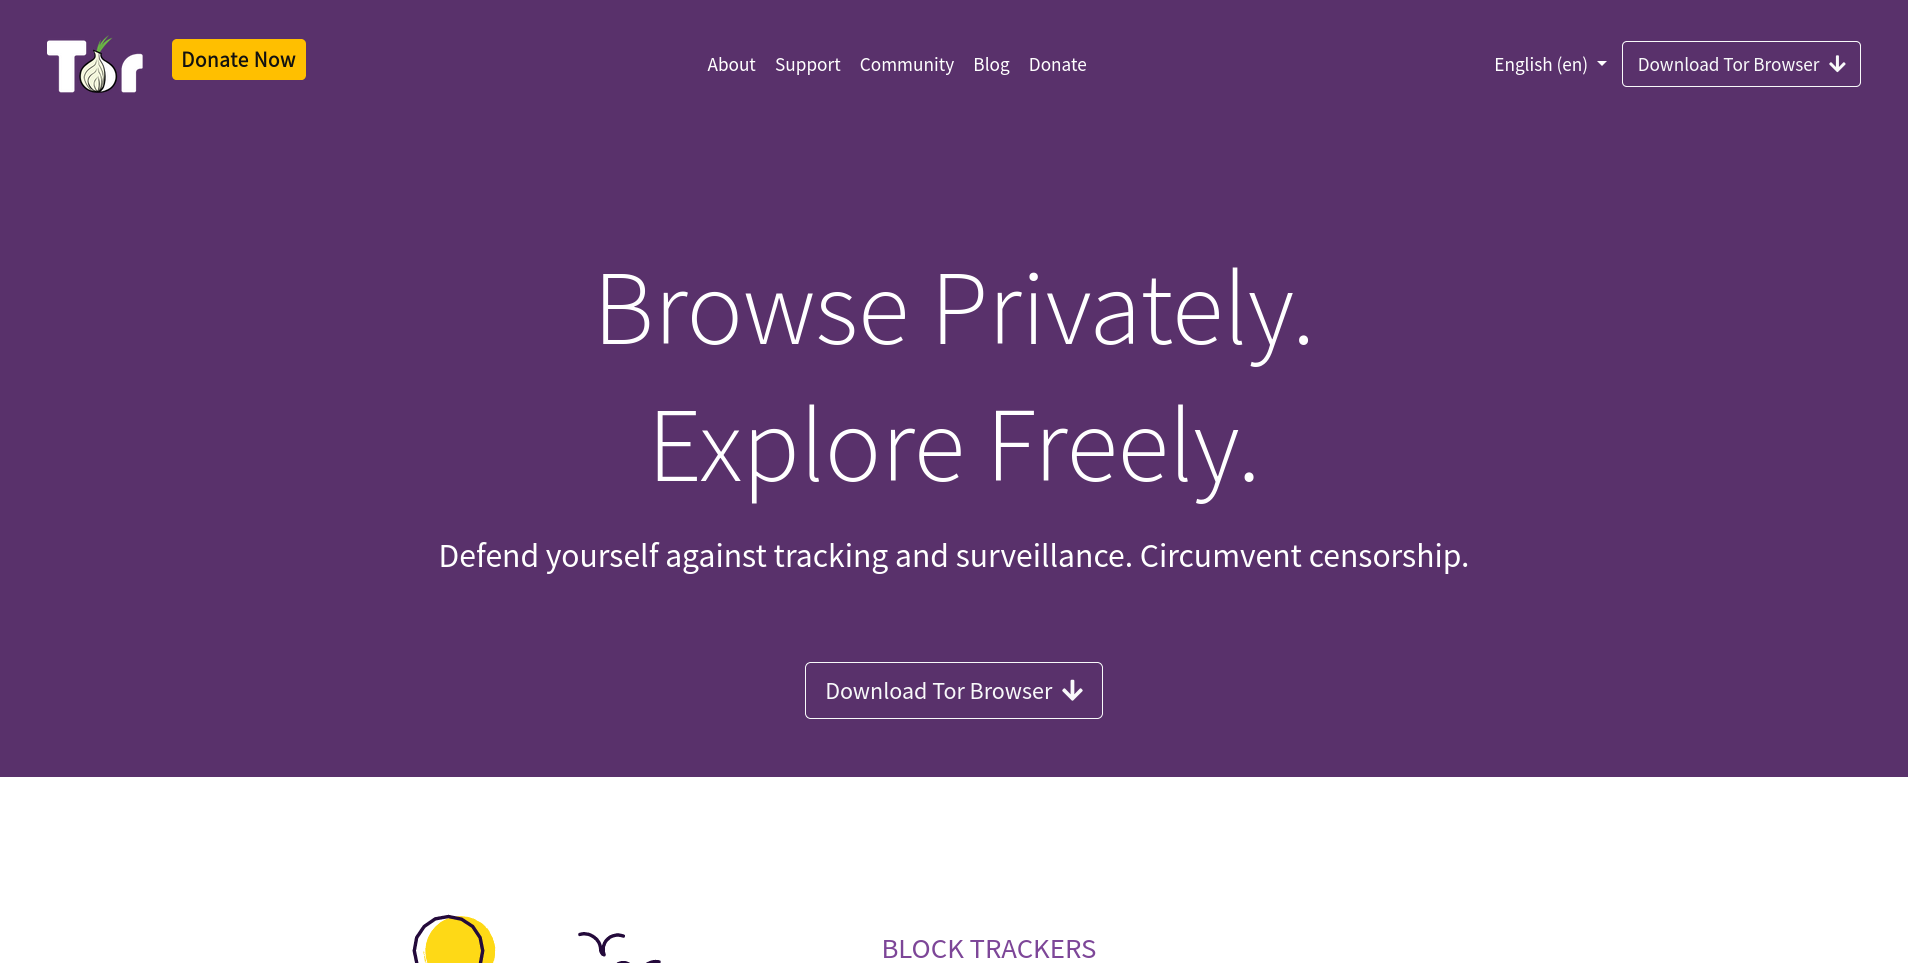 Tor
Donate Now
About Support Community Blog Donate
English (en)
Download Tor Browser
Browse Privately.
Explore Freely.
Defend yourself against tracking and surveillance. Circumvent censorship.
Download Tor Browser
BLOCK TRACKERS